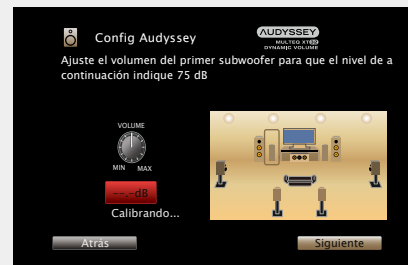 Config Audyssey
AUDYSSEY
MULTEQ XT32
DYNAMIC VOLUME
Ajuste el volumen del primer subwoofer para que el nivel de a
continuación indique 75 dB
VOLUME
MIN MAX
--.-dB
Calibrando...
Atrás
Siguiente